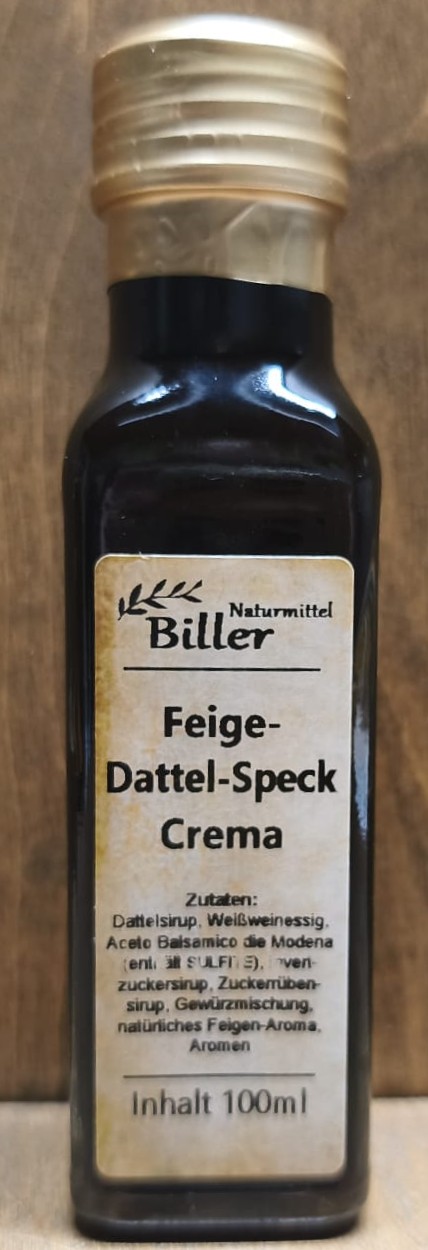 Naturmittel
Biller
Feige-
Dattel-Speck
Crema
Zutaten:
Dattelsirup, Weißweinessig,
Aceto Balsamico die Modena
SULFITE),
zuckersirup, Zuckerrüben-
sirup, Gewürzmischung,
natürliches Feigen-Aroma,
Aromen
Inhalt 100ml